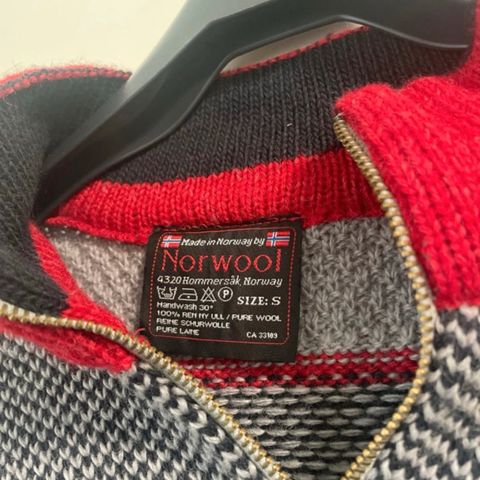 Made in Norway by
Norwool
4320 Hommersåk, Norway
P SIZE: S
Handwash 30°
100% REN NY ULL / PURE WOOL
REINE SCHURWOLLE
PURE LAINE CA 33109